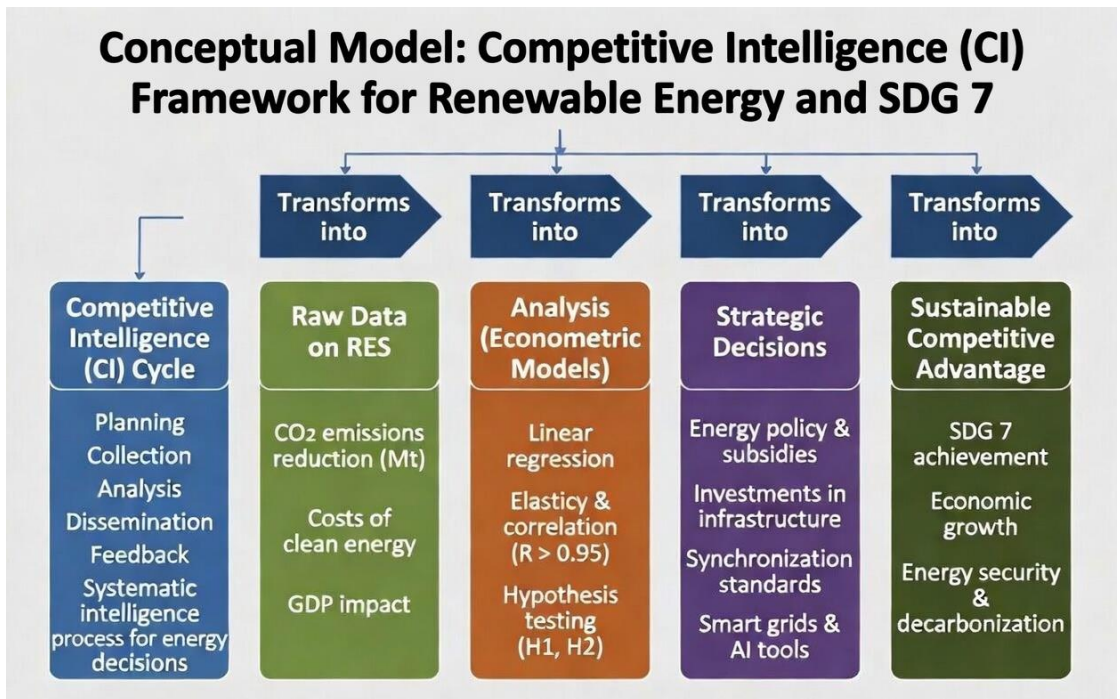 Conceptual Model: Competitive Intelligence (CI)
Framework for Renewable Energy and SDG 7
Transforms
into
Transforms
into
Transforms
into
Transforms
into
Competitive
Intelligence
(CI) Cycle
Planning
Collection
Analysis
Dissemination
Feedback
Systematic
intelligence
process for energy
decisions
Raw Data
on RES
CO₂ emissions
reduction (Mt)
Costs of
clean energy
GDP impact
Analysis
(Econometric
Models)
Linear
regression
Elasticy &
correlation
(R > 0.95)
Hypothesis
testing
(H1, H2)
Strategic
Decisions
Energy policy &
subsidies
Investments in
infrastructure
Synchronization
standards
Smart grids &
AI tools
Sustainable
Competitive
Advantage
SDG 7
achievement
Economic
growth
Energy security
&
decarbonization